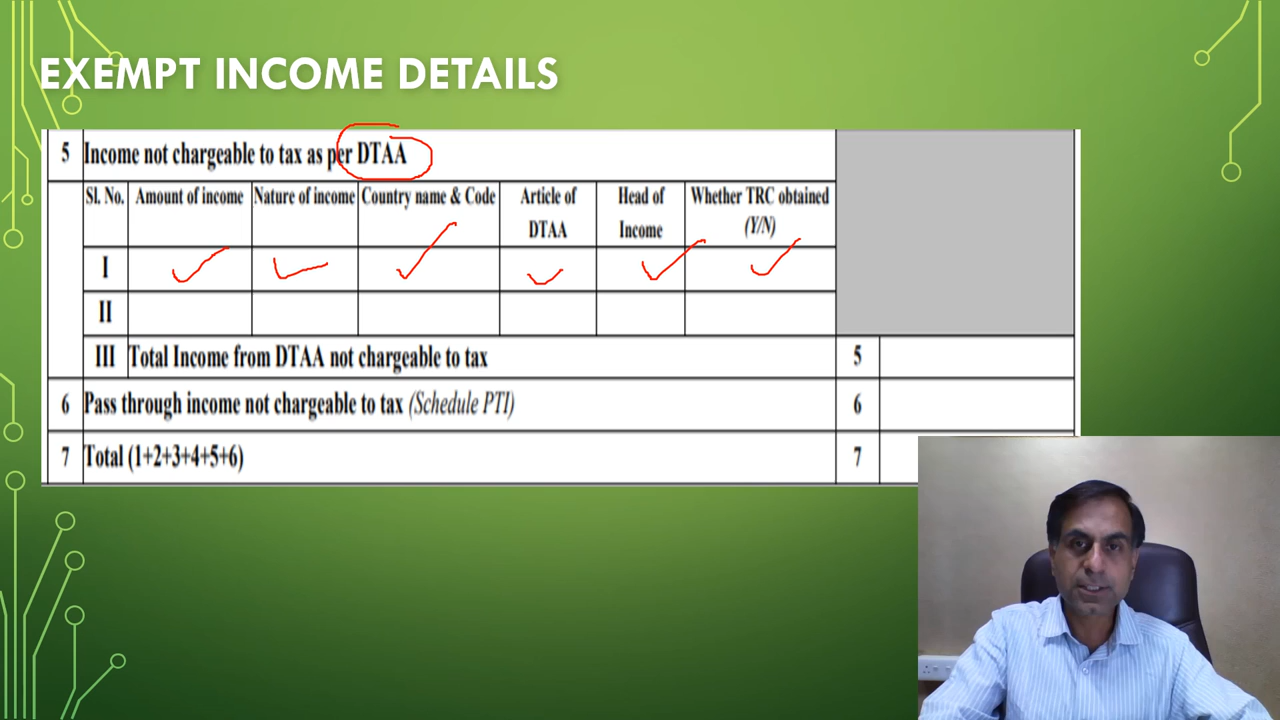 EXEMPT INCOME DETAILS
5 Income not chargeable to tax as per DTAA
Sl. No. Amount of income Nature of income Country name & Code Article of DTAA Head of Income Whether TRC obtained (Y/N)
I
II
III Total Income from DTAA not chargeable to tax 5
6 Pass through income not chargeable to tax (Schedule PTI) 6
7 Total (1+2+3+4+5+6) 7